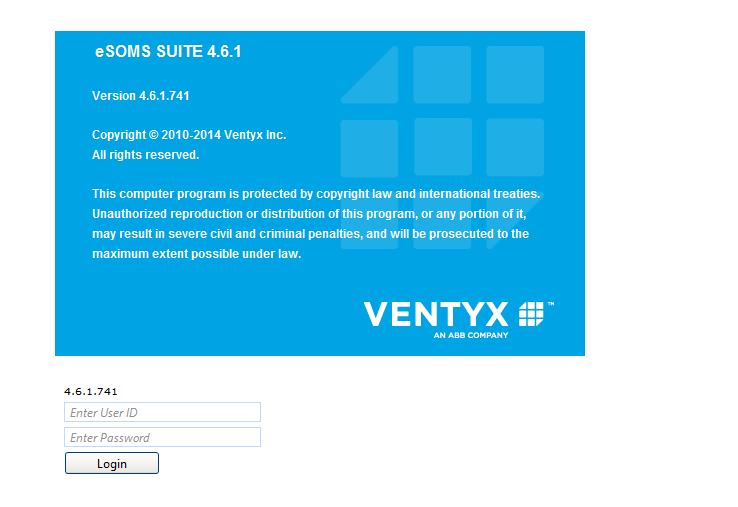 eSOMS SUITE 4.6.1
Version 4.6.1.741
Copyright © 2010-2014 Ventyx Inc.
All rights reserved.
This computer program is protected by copyright law and international treaties.
Unauthorized reproduction or distribution of this program, or any portion of it,
may result in severe civil and criminal penalties, and will be prosecuted to the
maximum extent possible under law.
VENTYX ™
AN ABB COMPANY
4.6.1.741
Enter User ID
Enter Password
Login